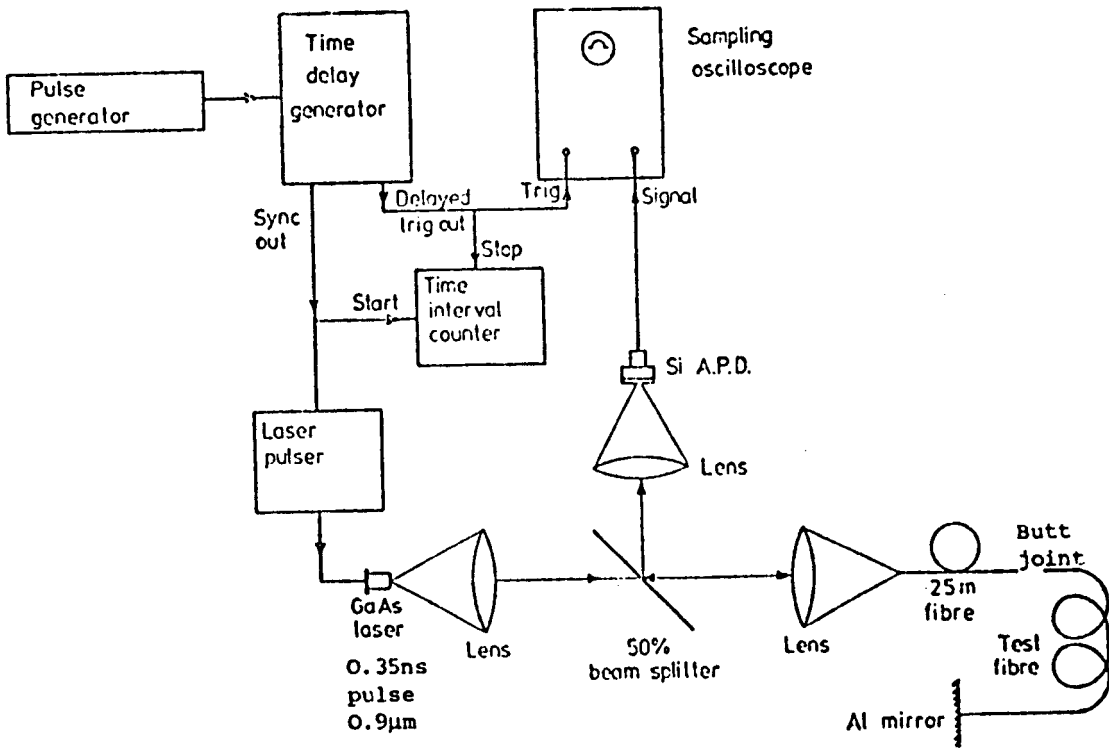 Pulse
generator
Time
delay
generator
Sampling
oscilloscope
Trig
Signal
Delayed
trig out
Sync
out
Stop
Start
Time
interval
counter
Si A.P.D.
Laser
pulser
Lens
GaAs
laser
Lens
0.35ns
pulse
0.9μm
50%
beam splitter
Lens
25m
fibre
Butt
joint
Test
fibre
Al mirror